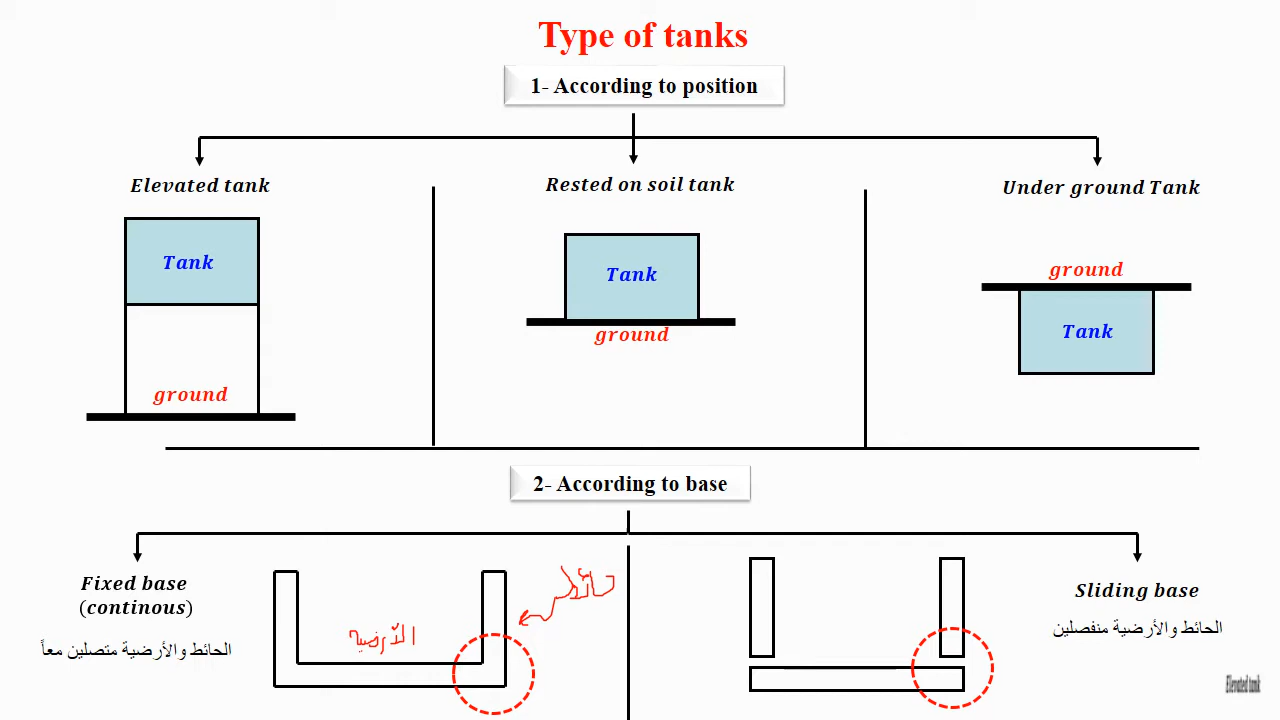 Type of tanks
1- According to position
Elevated tank
Rested on soil tank
Under ground Tank
Tank
ground
Tank
ground
ground
Tank
2- According to base
Fixed base
(continous)
الحائط والأرضية متصلين معاً
حائط
الأرضية
Sliding base
الحائط والأرضية منفصلين
Elevated tank